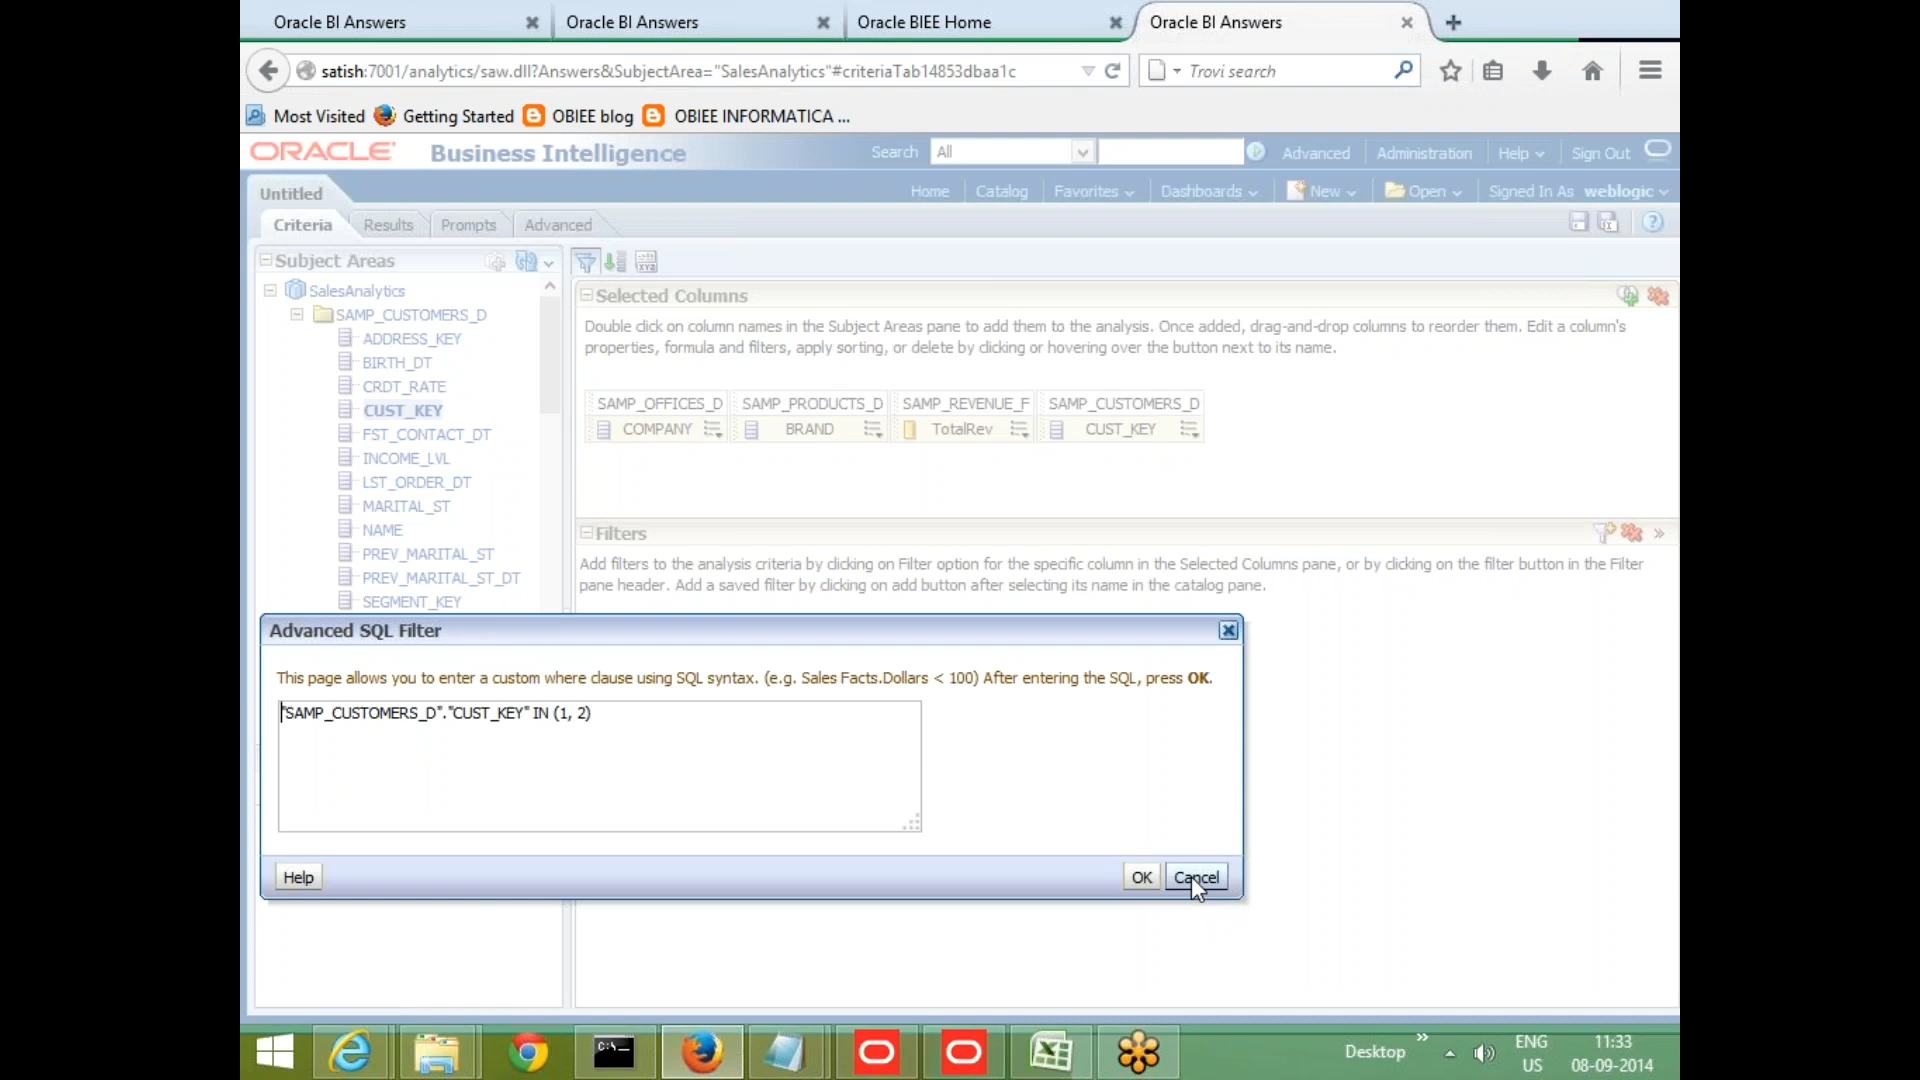 Oracle BI Answers
Oracle BI Answers
Oracle BIEE Home
Oracle BI Answers
satish:7001/analytics/saw.dll?Answers&SubjectArea="SalesAnalytics"#criteriaTab14853dbaa1c
Trovi search
Most Visited
Getting Started
OBIEE blog
OBIEE INFORMATICA ...
ORACLE Business Intelligence
Search
All
Advanced
Administration
Help
Sign Out
Untitled
Home
Catalog
Favorites
Dashboards
New
Open
Signed In As weblogic
Criteria
Results
Prompts
Advanced
Subject Areas
SalesAnalytics
SAMP_CUSTOMERS_D
ADDRESS_KEY
BIRTH_DT
CRDT_RATE
CUST_KEY
FST_CONTACT_DT
INCOME_LVL
LST_ORDER_DT
MARITAL_ST
NAME
PREV_MARITAL_ST
PREV_MARITAL_ST_DT
SEGMENT_KEY
Selected Columns
Double click on column names in the Subject Areas pane to add them to the analysis. Once added, drag-and-drop columns to reorder them. Edit a column's
properties, formula and filters, apply sorting, or delete by clicking or hovering over the button next to its name.
SAMP_OFFICES_D
SAMP_PRODUCTS_D
SAMP_REVENUE_F
SAMP_CUSTOMERS_D
COMPANY
BRAND
TotalRev
CUST_KEY
Filters
Add filters to the analysis criteria by clicking on Filter option for the specific column in the Selected Columns pane, or by clicking on the filter button in the Filter
pane header. Add a saved filter by clicking on add button after selecting its name in the catalog pane.
Advanced SQL Filter
This page allows you to enter a custom where clause using SQL syntax. (e.g. Sales Facts.Dollars < 100) After entering the SQL, press OK.
"SAMP_CUSTOMERS_D"."CUST_KEY" IN (1, 2)
Help
OK
Cancel
C:\
Desktop
»
ENG
US
11:33
08-09-2014